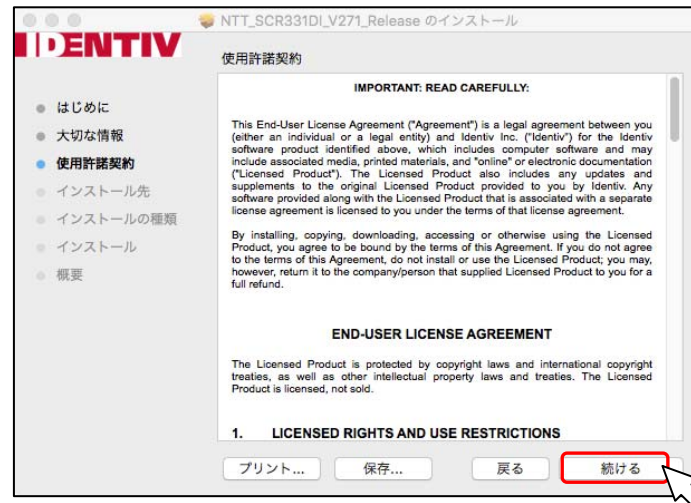 NTT_SCR331DI_V271_Release のインストール
IDENTIV
使用許諾契約
はじめに
大切な情報
使用許諾契約
インストール先
インストールの種類
インストール
概要
IMPORTANT: READ CAREFULLY:
This End-User License Agreement ("Agreement") is a legal agreement between you
(either an individual or a legal entity) and Identiv Inc. ("Identiv") for the Identiv
software product identified above, which includes computer software and may
include associated media, printed materials, and "online" or electronic documentation
("Licensed Product"). The Licensed Product also includes any updates and
supplements to the original Licensed Product provided to you by Identiv. Any
software provided along with the Licensed Product that is associated with a separate
license agreement is licensed to you under the terms of that license agreement.
By installing, copying, downloading, accessing or otherwise using the Licensed
Product, you agree to be bound by the terms of this Agreement. If you do not agree
to the terms of this Agreement, do not install or use the Licensed Product; you may,
however, return it to the company/person that supplied Licensed Product to you for a
full refund.
END-USER LICENSE AGREEMENT
The Licensed Product is protected by copyright laws and international copyright
treaties, as well as other intellectual property laws and treaties. The Licensed
Product is licensed, not sold.
1. LICENSED RIGHTS AND USE RESTRICTIONS
プリント... 保存... 戻る 続ける